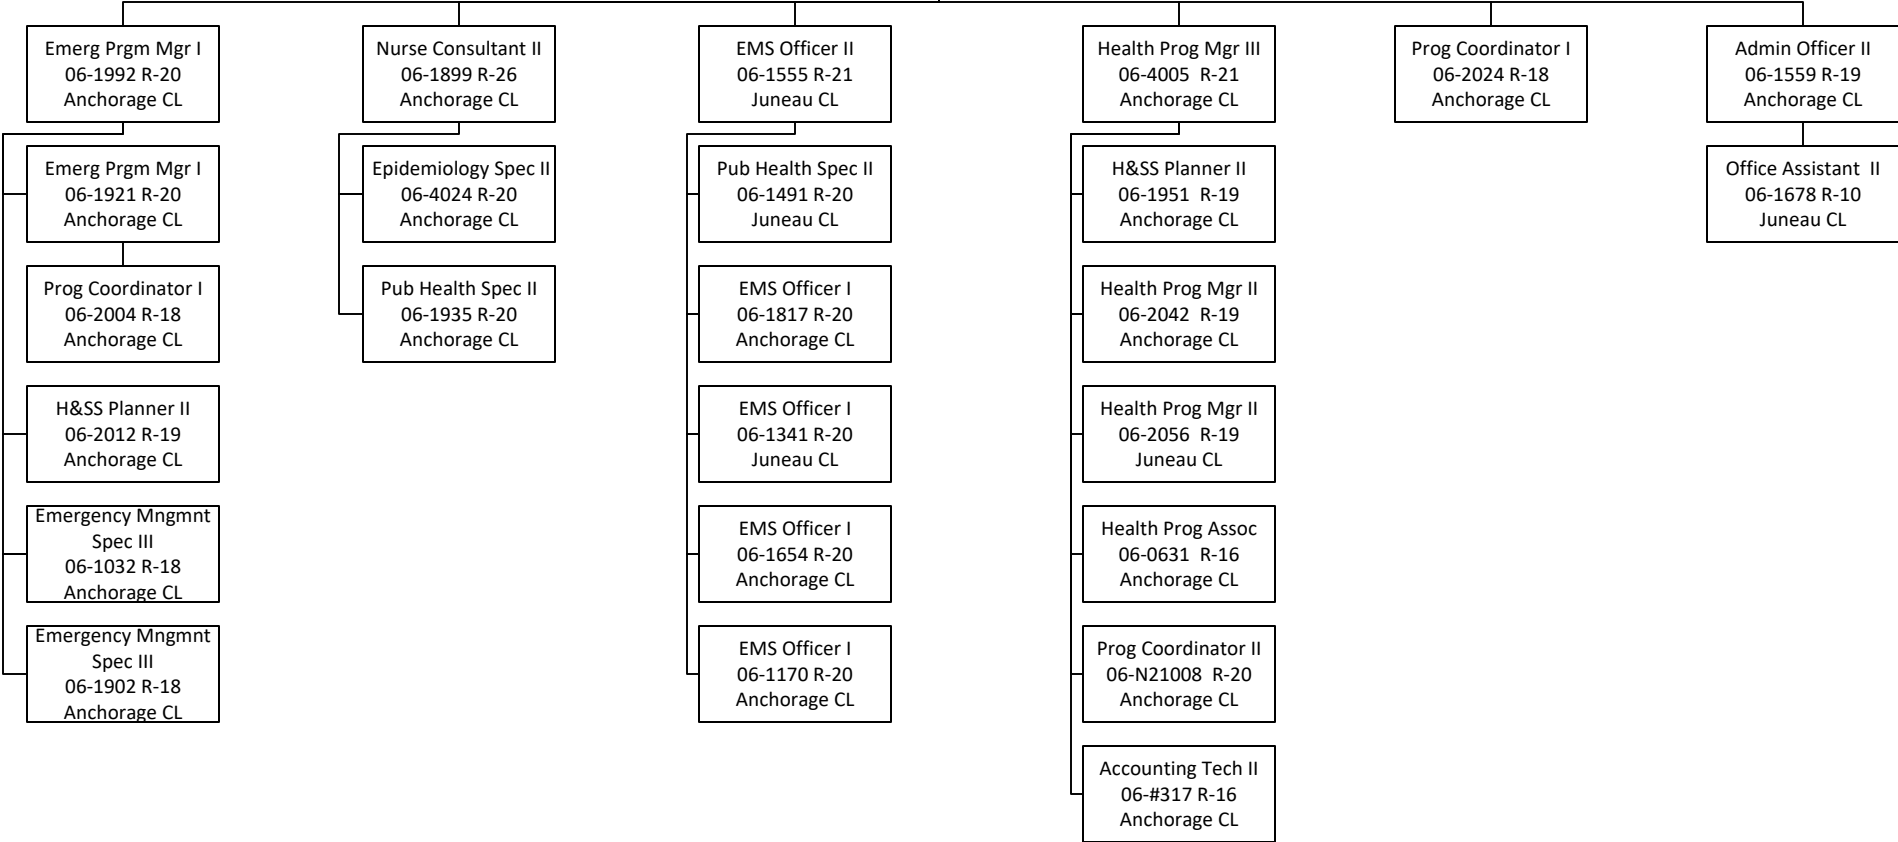 Emerg Prgm Mgr I
06-1992 R-20
Anchorage CL
Emerg Prgm Mgr I
06-1921 R-20
Anchorage CL
Prog Coordinator I
06-2004 R-18
Anchorage CL
H&SS Planner II
06-2012 R-19
Anchorage CL
Emergency Mngmnt
Spec III
06-1032 R-18
Anchorage CL
Emergency Mngmnt
Spec III
06-1902 R-18
Anchorage CL
Nurse Consultant II
06-1899 R-26
Anchorage CL
Epidemiology Spec II
06-4024 R-20
Anchorage CL
Pub Health Spec II
06-1935 R-20
Anchorage CL
EMS Officer II
06-1555 R-21
Juneau CL
Pub Health Spec II
06-1491 R-20
Juneau CL
EMS Officer I
06-1817 R-20
Anchorage CL
EMS Officer I
06-1341 R-20
Juneau CL
EMS Officer I
06-1654 R-20
Anchorage CL
EMS Officer I
06-1170 R-20
Anchorage CL
Health Prog Mgr III
06-4005  R-21
Anchorage CL
H&SS Planner II
06-1951  R-19
Anchorage CL
Health Prog Mgr II
06-2042  R-19
Anchorage CL
Health Prog Mgr II
06-2056  R-19
Juneau CL
Health Prog Assoc
06-0631  R-16
Anchorage CL
Prog Coordinator II
06-N21008  R-20
Anchorage CL
Accounting Tech II
06-#317 R-16
Anchorage CL
Prog Coordinator I
06-2024 R-18
Anchorage CL
Admin Officer II
06-1559 R-19
Anchorage CL
Office Assistant  II
06-1678 R-10
Juneau CL